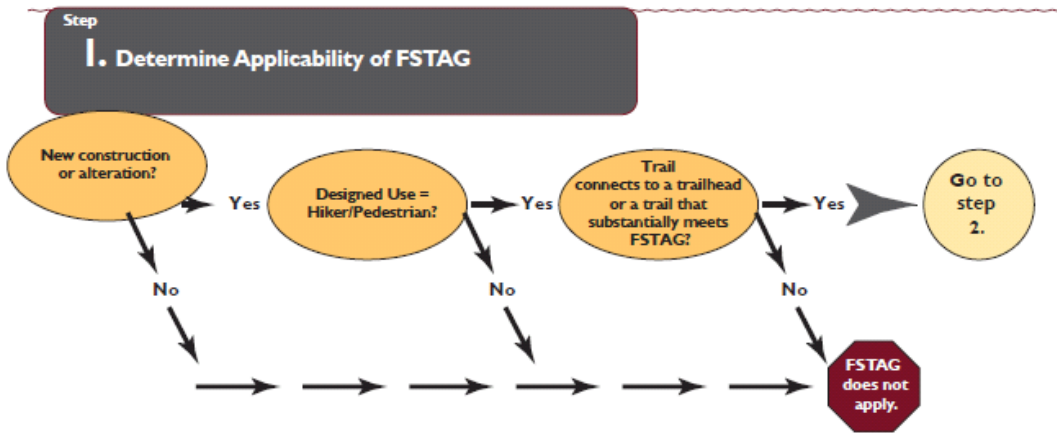 Step
1. Determine Applicability of FSTAG
New construction
or alteration?
Yes
Designed Use =
Hiker/Pedestrian?
Yes
Trail
connects to a trailhead
or a trail that
substantially meets
FSTAG?
Yes
Go to
step
2.
No
No
No
FSTAG
does not
apply.